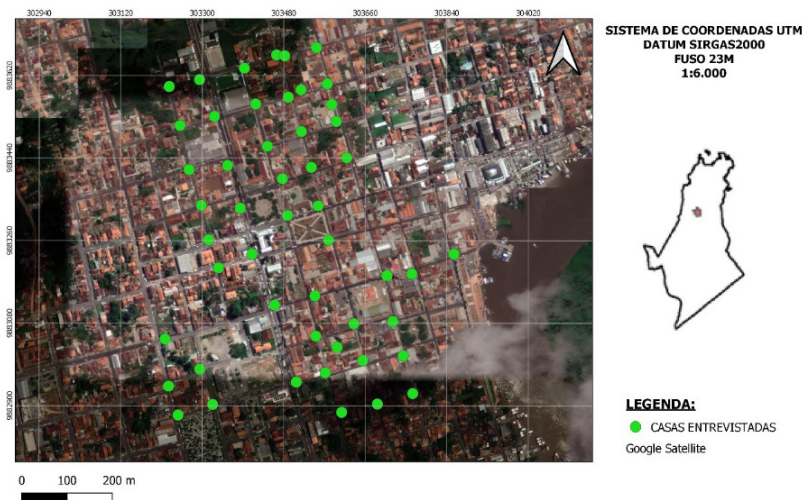 302940 303120 303300 303480 303660 303840 304020
SISTEMA DE COORDENADAS UTM
DATUM SIRGAS2000
FUSO 23M
1:6.000
9883620
9883440
9883260
9883080
9882900
LEGENDA:
CASAS ENTREVISTADAS
Google Satellite
0 100 200 m